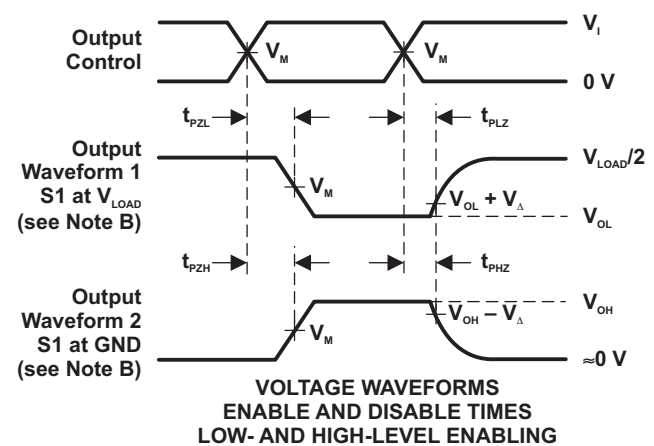 Output
Control
V_M
V_M
V_I
0 V
t_PZL
t_PLZ
Output
Waveform 1
S1 at V_LOAD
(see Note B)
V_M
V_OL + V_Δ
V_LOAD/2
V_OL
t_PZH
t_PHZ
Output
Waveform 2
S1 at GND
(see Note B)
V_M
V_OH – V_Δ
V_OH
≈0 V
VOLTAGE WAVEFORMS
ENABLE AND DISABLE TIMES
LOW- AND HIGH-LEVEL ENABLING